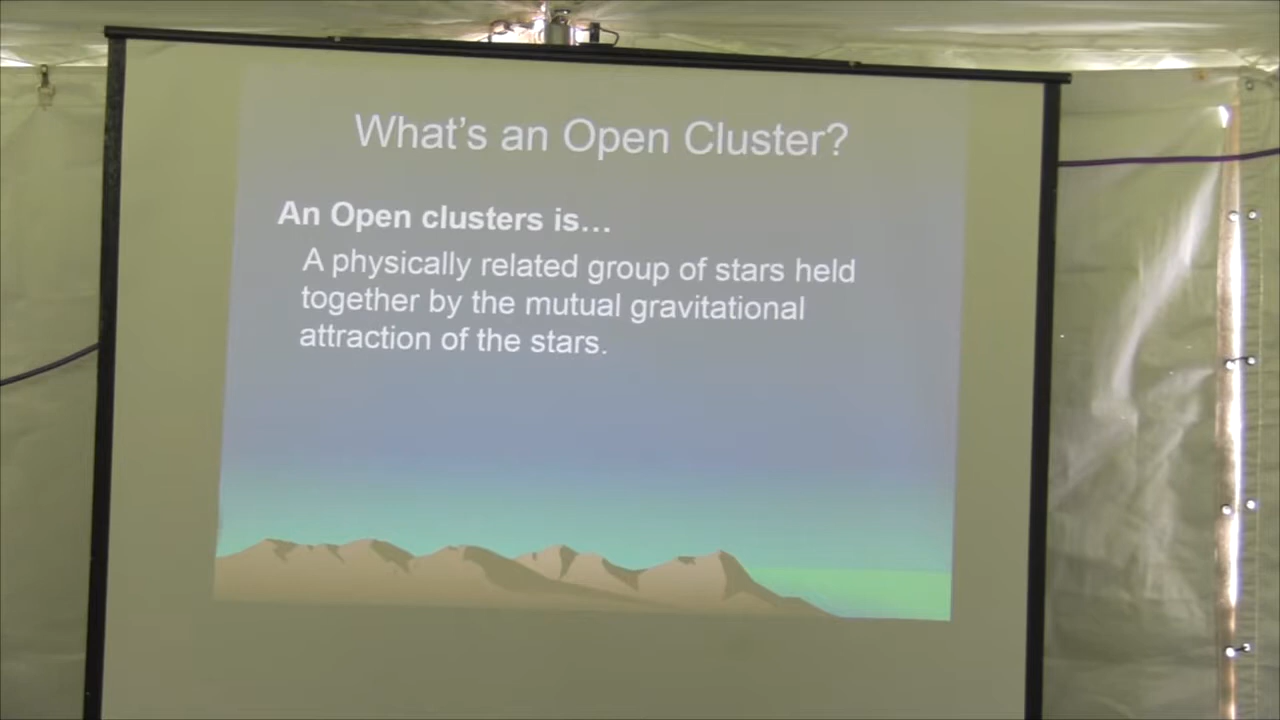 What's an Open Cluster?
An Open clusters is...
A physically related group of stars held
together by the mutual gravitational
attraction of the stars.